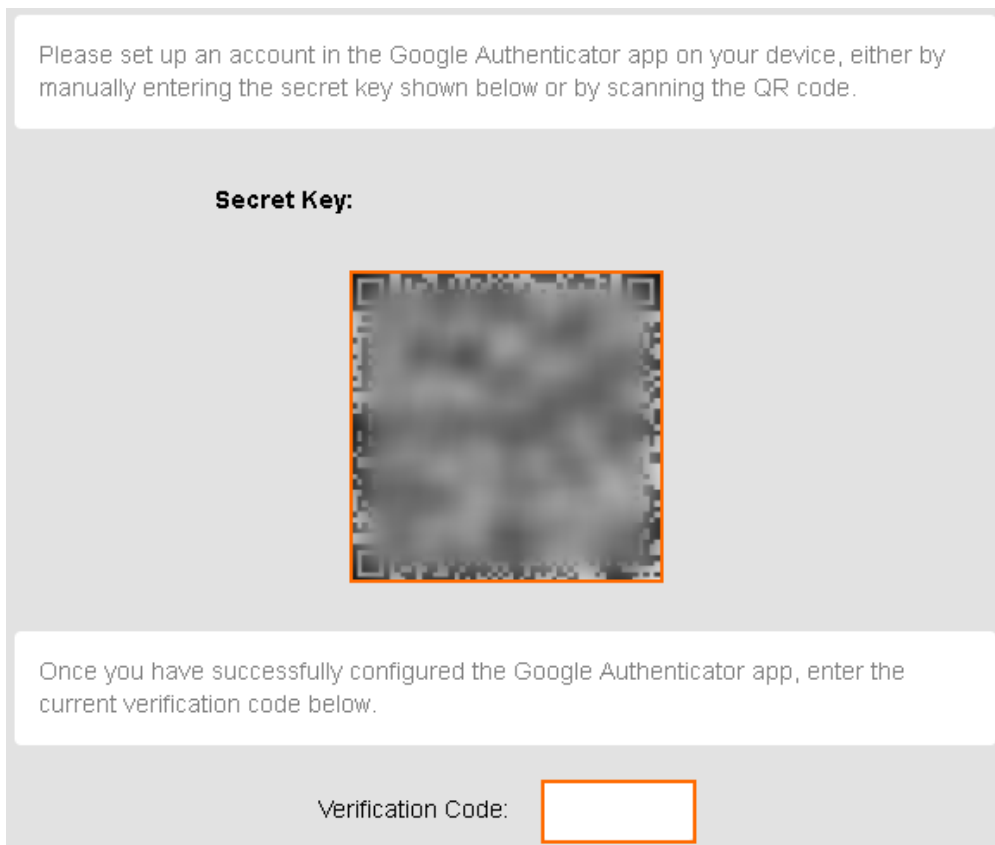 Please set up an account in the Google Authenticator app on your device, either by
manually entering the secret key shown below or by scanning the QR code.
Secret Key:
Once you have successfully configured the Google Authenticator app, enter the
current verification code below.
Verification Code: